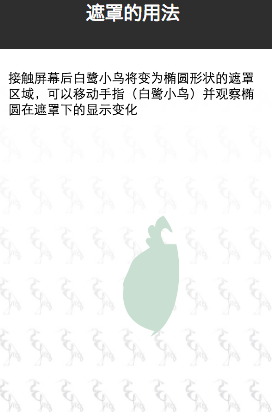 遮罩的用法
接触屏幕后白鹭小鸟将变为椭圆形状的遮罩
区域，可以移动手指（白鹭小鸟）并观察椭
圆在遮罩下的显示变化